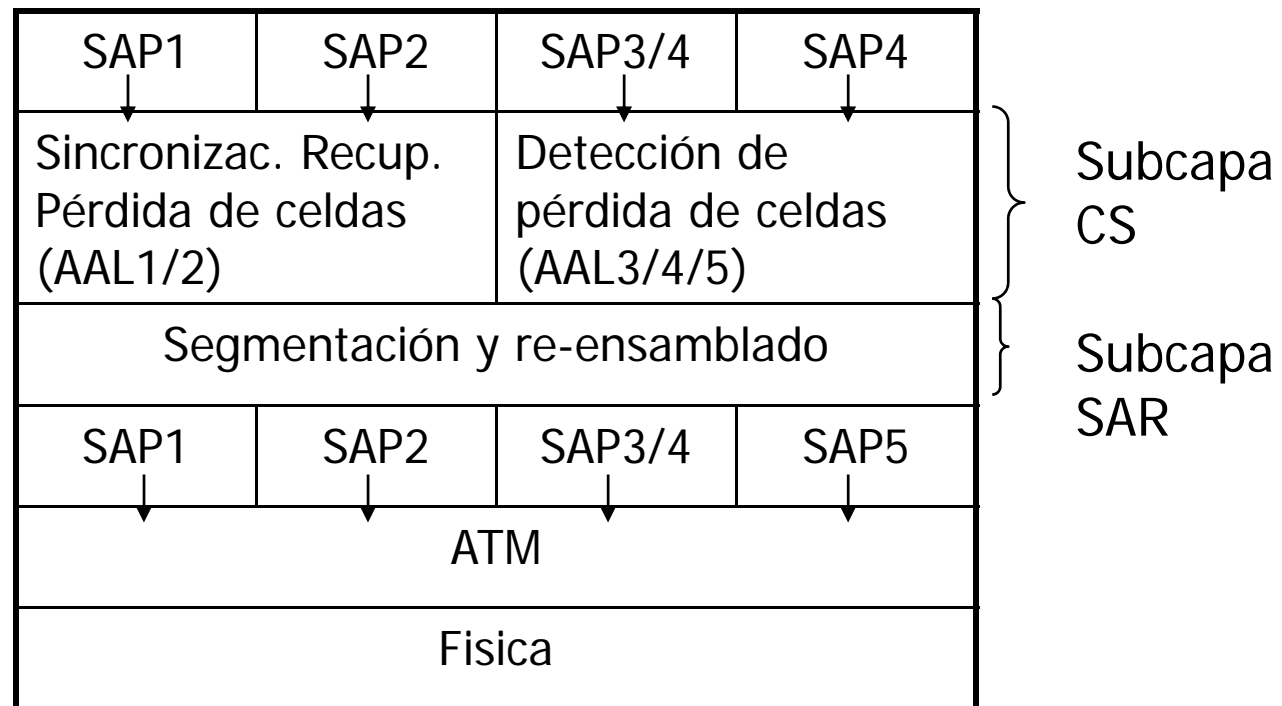 SAP1 SAP2 SAP3/4 SAP4
Sincronizac. Recup.
Pérdida de celdas
(AAL1/2)
Detección de
pérdida de celdas
(AAL3/4/5)
Subcapa
CS
Segmentación y re-ensamblado
Subcapa
SAR
SAP1 SAP2 SAP3/4 SAP5
ATM
Fisica